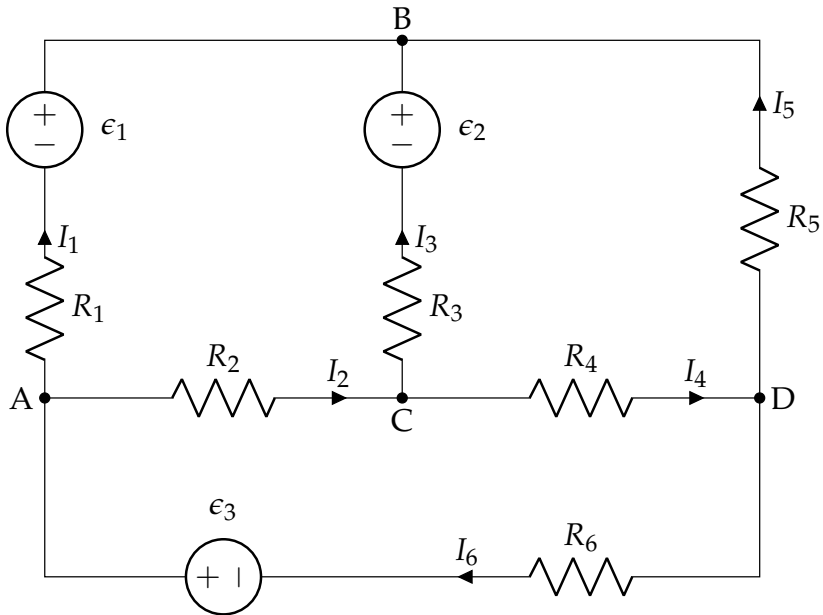 B
+
−
ϵ₁
+
−
ϵ₂
I₅
I₁
I₃
R₅
R₁
R₃
R₂
R₄
I₂
I₄
A
C
D
ϵ₃
I₆
R₆
+ −